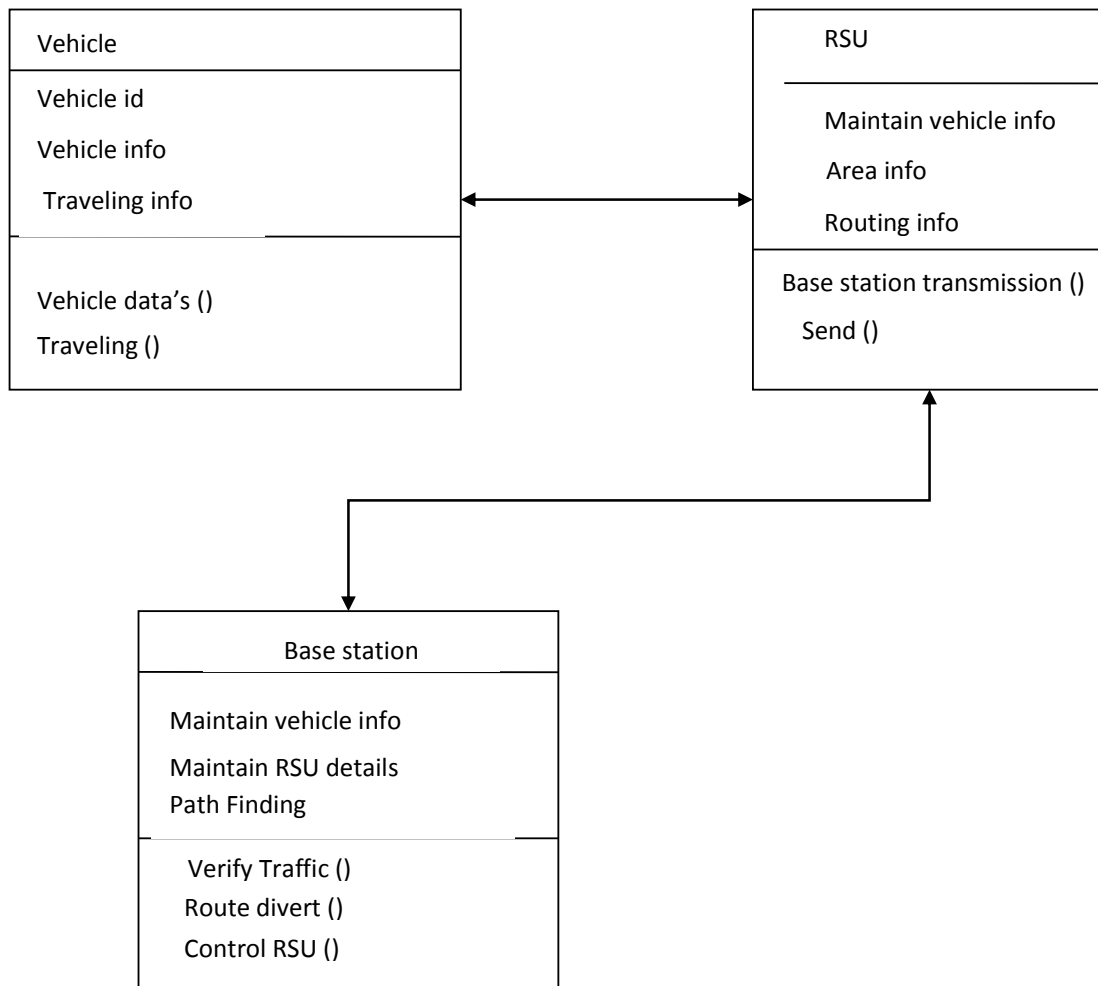 Vehicle
Vehicle id
Vehicle info
Traveling info
Vehicle data’s ()
Traveling ()
RSU
Maintain vehicle info
Area info
Routing info
Base station transmission ()
Send ()
Base station
Maintain vehicle info
Maintain RSU details
Path Finding
Verify Traffic ()
Route divert ()
Control RSU ()